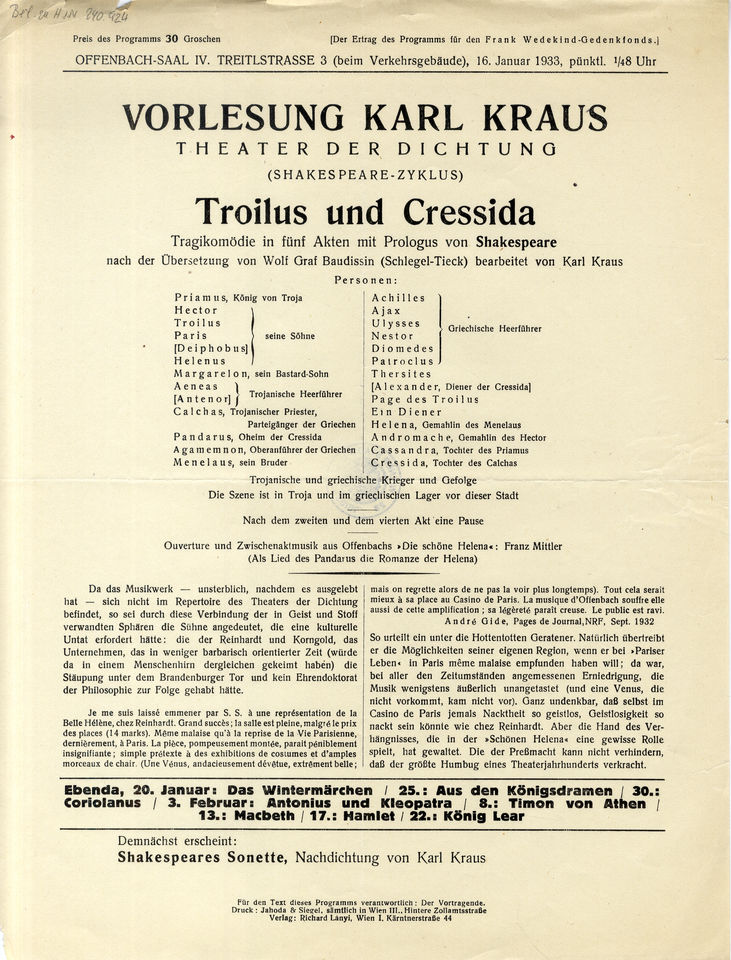 Brl. zu H.I.N 240.424
Preis des Programms 30 Groschen [Der Ertrag des Programms für den Frank Wedekind-Gedenkfonds.]
OFFENBACH-SAAL IV. TREITLSTRASSE 3 (beim Verkehrsgebäude), 16. Januar 1933, pünktl. 1/48 Uhr
VORLESUNG KARL KRAUS
THEATER DER DICHTUNG
(SHAKESPEARE-ZYKLUS)
Troilus und Cressida
Tragikomödie in fünf Akten mit Prologus von Shakespeare
nach der Übersetzung von Wolf Graf Baudissin (Schlegel-Tieck) bearbeitet von Karl Kraus
Personen:
Priamus, König von Troja
Hector
Troilus
Paris seine Söhne
[Deiphobus]
Helenus
Margarelon, sein Bastard-Sohn
Aeneas
[Antenor] Trojanische Heerführer
Calchas, Trojanischer Priester,
Parteigänger der Griechen
Pandarus, Oheim der Cressida
Agamemnon, Oberanführer der Griechen
Menelaus, sein Bruder
Achilles
Ajax
Ulysses
Nestor Griechische Heerführer
Diomedes
Patroclus
Thersites
[Alexander, Diener der Cressida]
Page des Troilus
Ein Diener
Helena, Gemahlin des Menelaus
Andromache, Gemahlin des Hector
Cassandra, Tochter des Priamus
Cressida, Tochter des Calchas
Trojanische und griechische Krieger und Gefolge
Die Szene ist in Troja und im griechischen Lager vor dieser Stadt
Nach dem zweiten und dem vierten Akt eine Pause
Ouverture und Zwischenaktmusik aus Offenbachs »Die schöne Helena«: Franz Mittler
(Als Lied des Pandarus die Romanze der Helena)
Da das Musikwerk — unsterblich, nachdem es ausgelebt
hat — sich nicht im Repertoire des Theaters der Dichtung
befindet, so sei durch diese Verbindung der in Geist und Stoff
verwandten Sphären die Sühne angedeutet, die eine kulturelle
Untat erfordert hätte: die der Reinhardt und Korngold, das
Unternehmen, das in weniger barbarisch orientierter Zeit (würde
da in einem Menschenhirn dergleichen gekeimt haben) die
Stäupung unter dem Brandenburger Tor und kein Ehrendoktorat
der Philosophie zur Folge gehabt hätte.
Je me suis laissé emmener par S. S. à une représentation de la
Belle Hélène, chez Reinhardt. Grand succès; la salle est pleine, malgré le prix
des places (14 marks). Même malaise qu'à la reprise de la Vie Parisienne,
dernièrement, à Paris. La pièce, pompeusement montée, parait péniblement
insignifiante; simple prétexte à des exhibitions de costumes et d'amples
morceaux de chair. (Une Vénus, andacieusement dévêtue, extrêment belle;
mais on regrette alors de ne pas la voir plus longtemps). Tout cela serait
mieux à sa place au Casino de Paris. La musique d'Offenbach souffre elle
aussi de cette amplification; sa légèreté paraît creuse. Le public est ravi.
André Gide, Pages de Journal,NRF, Sept. 1932
So urteilt ein unter die Hottentotten Geratener. Natürlich übertreibt
er die Möglichkeiten seiner eigenen Region, wenn er bei »Pariser
Leben« in Paris même malaise empfunden haben will; da war,
bei aller den Zeitumständen angemessenen Erniedrigung, die
Musik wenigstens äußerlich unangetastet (und eine Venus, die
nicht vorkommt, kam nicht vor). Ganz undenkbar, daß selbst im
Casino de Paris jemals Nacktheit so geistlos, Geistlosigkeit so
nackt sein könnte wie chez Reinhardt. Aber die Hand des Ver-
hängnisses, die in der »Schönen Helena« eine gewisse Rolle
spielt, hat gewaltet. Die der Preßmacht kann nicht verhindern,
daß der größte Humbug eines Theaterjahrhunderts verkracht.
Ebenda, 20. Januar: Das Wintermärchen / 25.: Aus den Königsdramen / 30.:
Coriolanus / 3. Februar: Antonius und Kleopatra / 8.: Timon von Athen /
13.: Macbeth / 17.: Hamlet / 22.: König Lear
Demnächst erscheint:
Shakespeares Sonette, Nachdichtung von Karl Kraus
Für den Text dieses Programms verantwortlich: Der Vortragende.
Druck: Jahoda & Siegel, sämtlich in Wien III., Hintere Zollamtsstraße
Verlag: Richard Lányi, Wien I. Kärntnerstraße 44